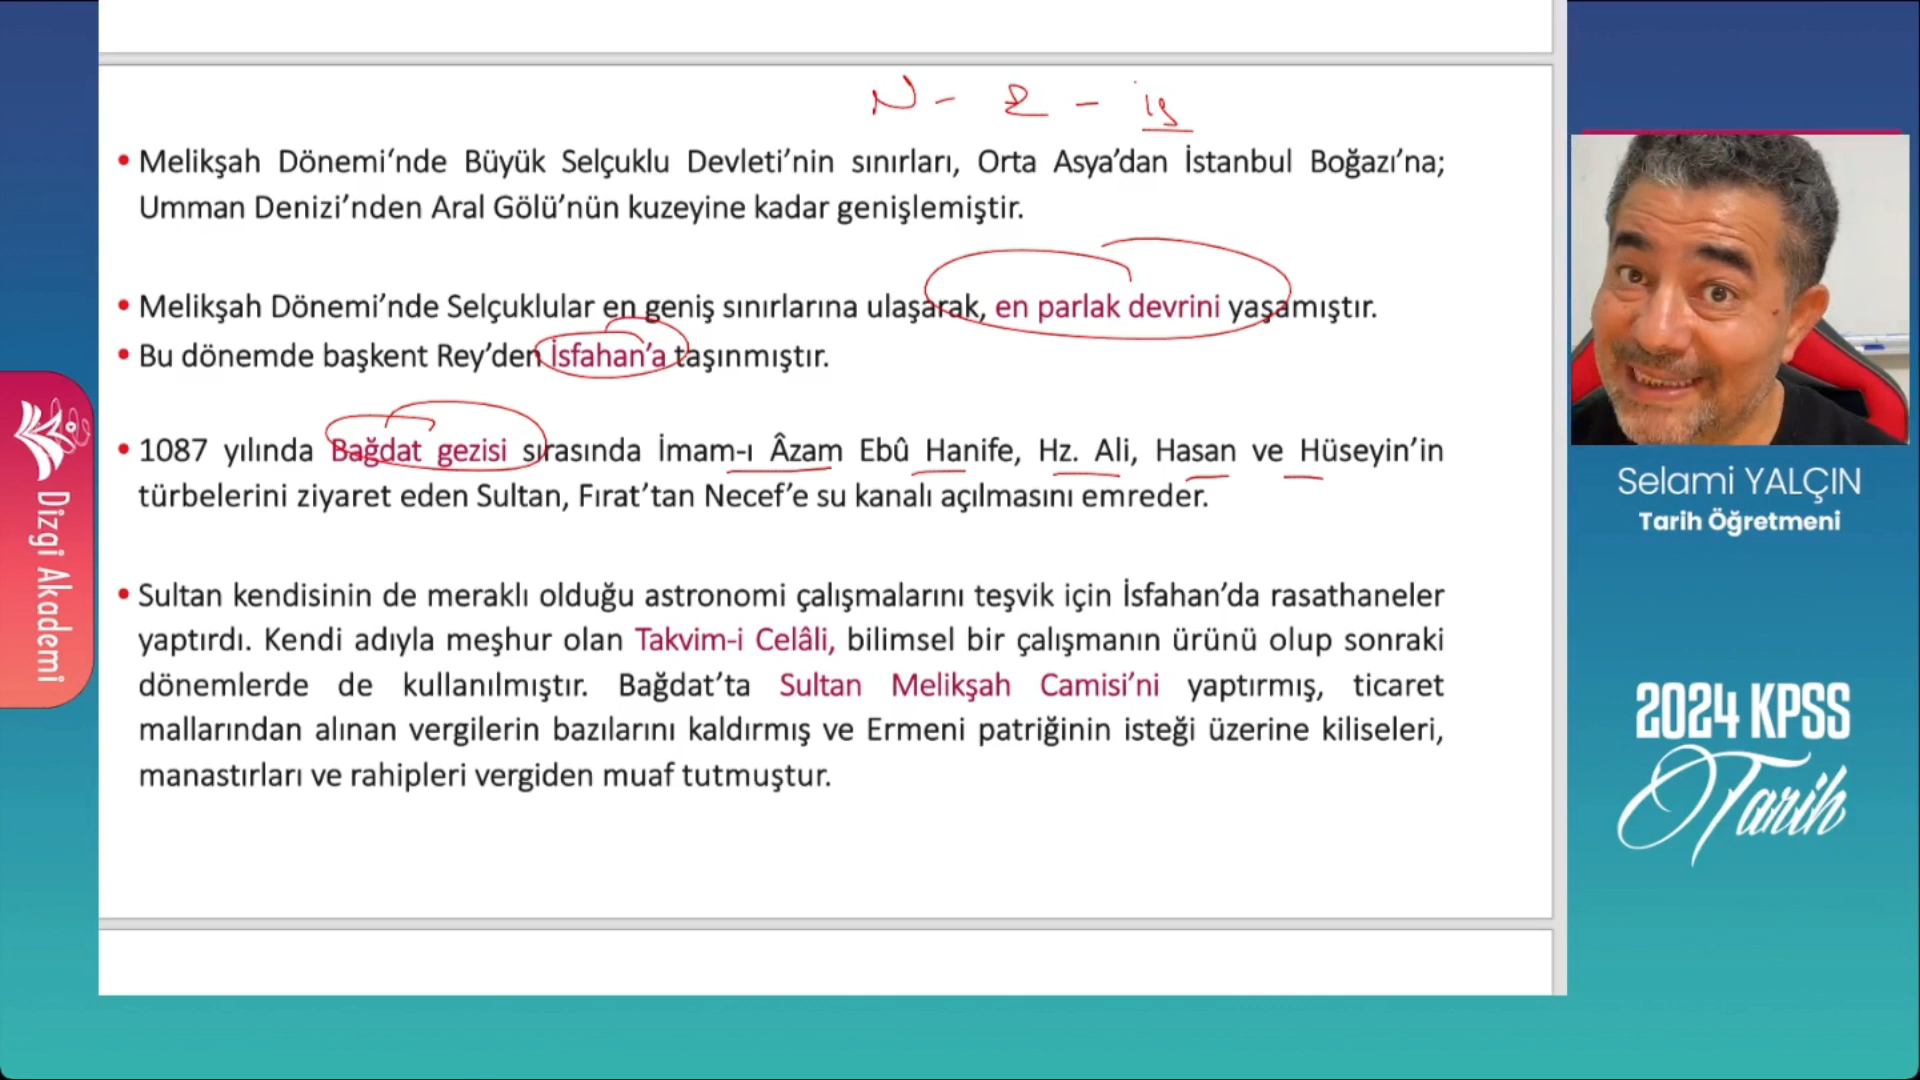 N - R - iş
• Melikşah Dönemi‘nde Büyük Selçuklu Devleti’nin sınırları, Orta Asya’dan İstanbul Boğazı’na;
Umman Denizi’nden Aral Gölü’nün kuzeyine kadar genişlemiştir.
• Melikşah Dönemi’nde Selçuklular en geniş sınırlarına ulaşarak, en parlak devrini yaşamıştır.
• Bu dönemde başkent Rey’den İsfahan’a taşınmıştır.
• 1087 yılında Bağdat gezisi sırasında İmam-ı Âzam Ebû Hanife, Hz. Ali, Hasan ve Hüseyin’in
türbelerini ziyaret eden Sultan, Fırat’tan Necef’e su kanalı açılmasını emreder.
• Sultan kendisinin de meraklı olduğu astronomi çalışmalarını teşvik için İsfahan’da rasathaneler
yaptırdı. Kendi adıyla meşhur olan Takvim-i Celâli, bilimsel bir çalışmanın ürünü olup sonraki
dönemlerde de kullanılmıştır. Bağdat’ta Sultan Melikşah Camisi’ni yaptırmış, ticaret
mallarından alınan vergilerin bazılarını kaldırmış ve Ermeni patriğinin isteği üzerine kiliseleri,
manastırları ve rahipleri vergiden muaf tutmuştur.
Dizgi Akademi
Selami YALÇIN
Tarih Öğretmeni
2024 KPSS
Tarih